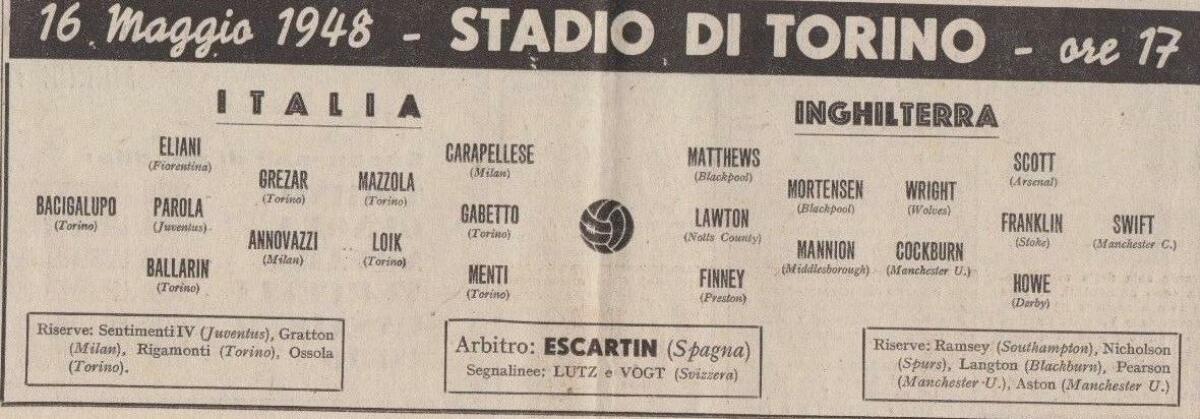 16 Maggio 1948 - STADIO DI TORINO - ore 17
ITALIA
BACIGALUPO
(Torino)
ELIANI
(Fiorentina)
PAROLA
(Juventus)
BALLARIN
(Torino)
GREZAR
(Torino)
ANNOVAZZI
(Milan)
MAZZOLA
(Torino)
LOIK
(Torino)
CARAPELLESE
(Milan)
GABETTO
(Torino)
MENTI
(Torino)
INGHILTERRA
MATTHEWS
(Blackpool)
LAWTON
(Notts County)
FINNEY
(Preston)
MORTENSEN
(Blackpool)
MANNION
(Middlesborough)
WRIGHT
(Wolves)
COCKBURN
(Manchester U.)
SCOTT
(Arsenal)
FRANKLIN
(Stoke)
HOWE
(Derby)
SWIFT
(Manchester C.)
Riserve: Sentimenti IV (Juventus), Gratton
(Milan), Rigamonti (Torino), Ossola
(Torino).
Arbitro: ESCARTIN (Spagna)
Segnalinee: LUTZ e VÒGT (Svizzera)
Riserve: Ramsey (Southampton), Nicholson
(Spurs), Langton (Blackburn), Pearson
(Manchester U.), Aston (Manchester U.)